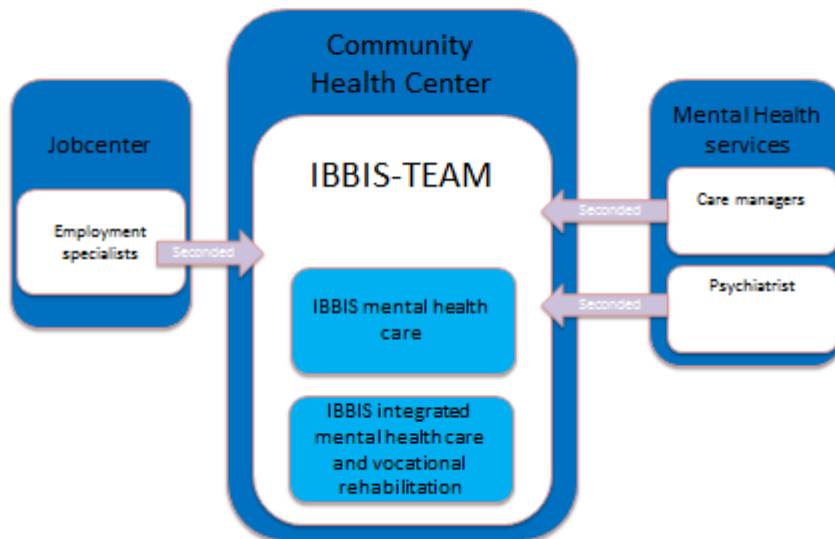 Community
Health Center
Jobcenter
Employment
specialists
Seconded
IBBIS-TEAM
IBBIS mental health
care
IBBIS integrated
mental health care
and vocational
rehabilitation
Mental Health
services
Care managers
Seconded
Psychiatrist
Seconded